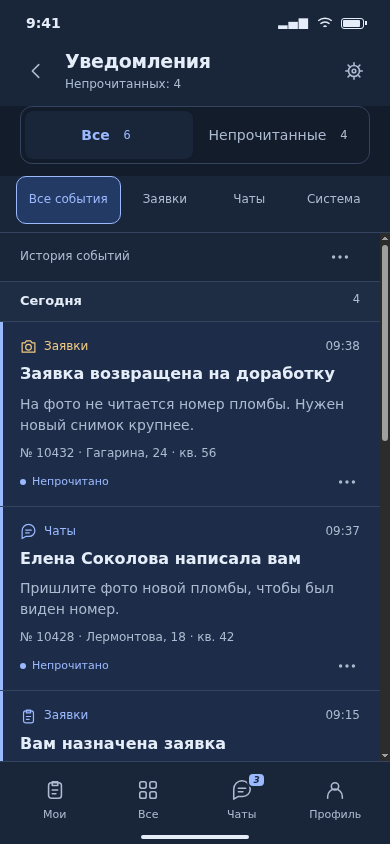 9:41
Уведомления
Непрочитанных: 4
Все 6 Непрочитанные 4
Все события Заявки Чаты Система
История событий
Сегодня 4
Заявки 09:38
Заявка возвращена на доработку
На фото не читается номер пломбы. Нужен
новый снимок крупнее.
№ 10432 · Гагарина, 24 · кв. 56
Непрочитано
Чаты 09:37
Елена Соколова написала вам
Пришлите фото новой пломбы, чтобы был
виден номер.
№ 10428 · Лермонтова, 18 · кв. 42
Непрочитано
Заявки 09:15
Вам назначена заявка
3
Мои Все Чаты Профиль